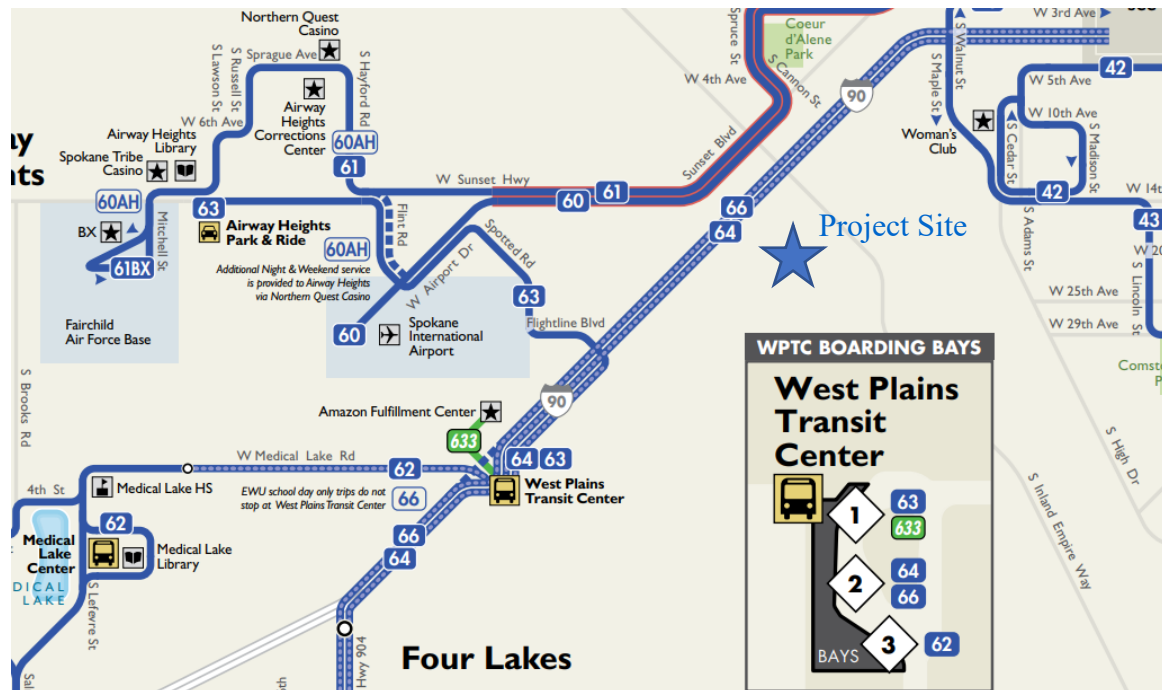 Northern Quest
Casino
Sprague Ave
S Lawson St
S Russell St
S Hayford Rd
W 6th Ave
Airway
Heights
Corrections
Center
Airway Heights
Library
Spokane Tribe
Casino
60AH
61
60AH
63
BX
Mitchell St
61BX
Airway Heights
Park & Ride
60AH
Additional Night & Weekend service
is provided to Airway Heights
via Northern Quest Casino
Flint Rd
W Sunset Hwy
60
61
Sunset Blvd
W Airport Dr
Spotted Rd
63
Flightline Blvd
60
Spokane
International
Airport
Fairchild
Air Force Base
S Brooks Rd
Spruce St
Coeur
d'Alene
Park
W 4th Ave
S Cannon St
90
W 3rd Ave
S Walnut St
S Maple St
W 5th Ave
42
W 10th Ave
Woman's
Club
S Cedar St
S Madison St
42
W 14t
43
S Adams St
W 20
S Lincoln St
W 25th Ave
W 29th Ave
Comst
P
S High Dr
S Inland Empire Way
66
64
Project Site
90
Amazon Fulfillment Center
633
64
63
West Plains
Transit Center
W Medical Lake Rd
62
EWU school day only trips do not
stop at West Plains Transit Center
66
66
64
4th St
Medical Lake HS
62
Medical
Lake
Center
Medical Lake
Library
DICAL
LAKE
S Lefevre St
Sal
Hwy 904
Four Lakes
WPTC BOARDING BAYS
West Plains
Transit
Center
1
63
633
2
64
66
3
62
BAYS